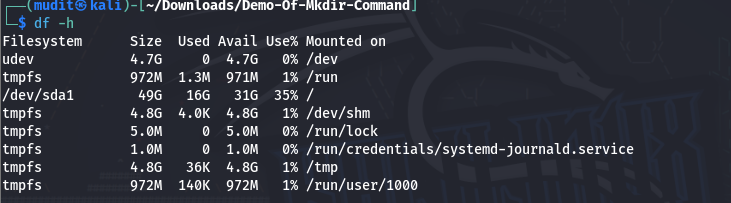 (mudit㉿kali)-[~/Downloads/Demo-Of-Mkdir-Command]
$ df -h
Filesystem      Size  Used Avail Use% Mounted on
udev            4.7G     0  4.7G   0% /dev
tmpfs           972M  1.3M  971M   1% /run
/dev/sda1        49G   16G   31G  35% /
tmpfs           4.8G  4.0K  4.8G   1% /dev/shm
tmpfs           5.0M     0  5.0M   0% /run/lock
tmpfs           1.0M     0  1.0M   0% /run/credentials/systemd-journald.service
tmpfs           4.8G   36K  4.8G   1% /tmp
tmpfs           972M  140K  972M   1% /run/user/1000